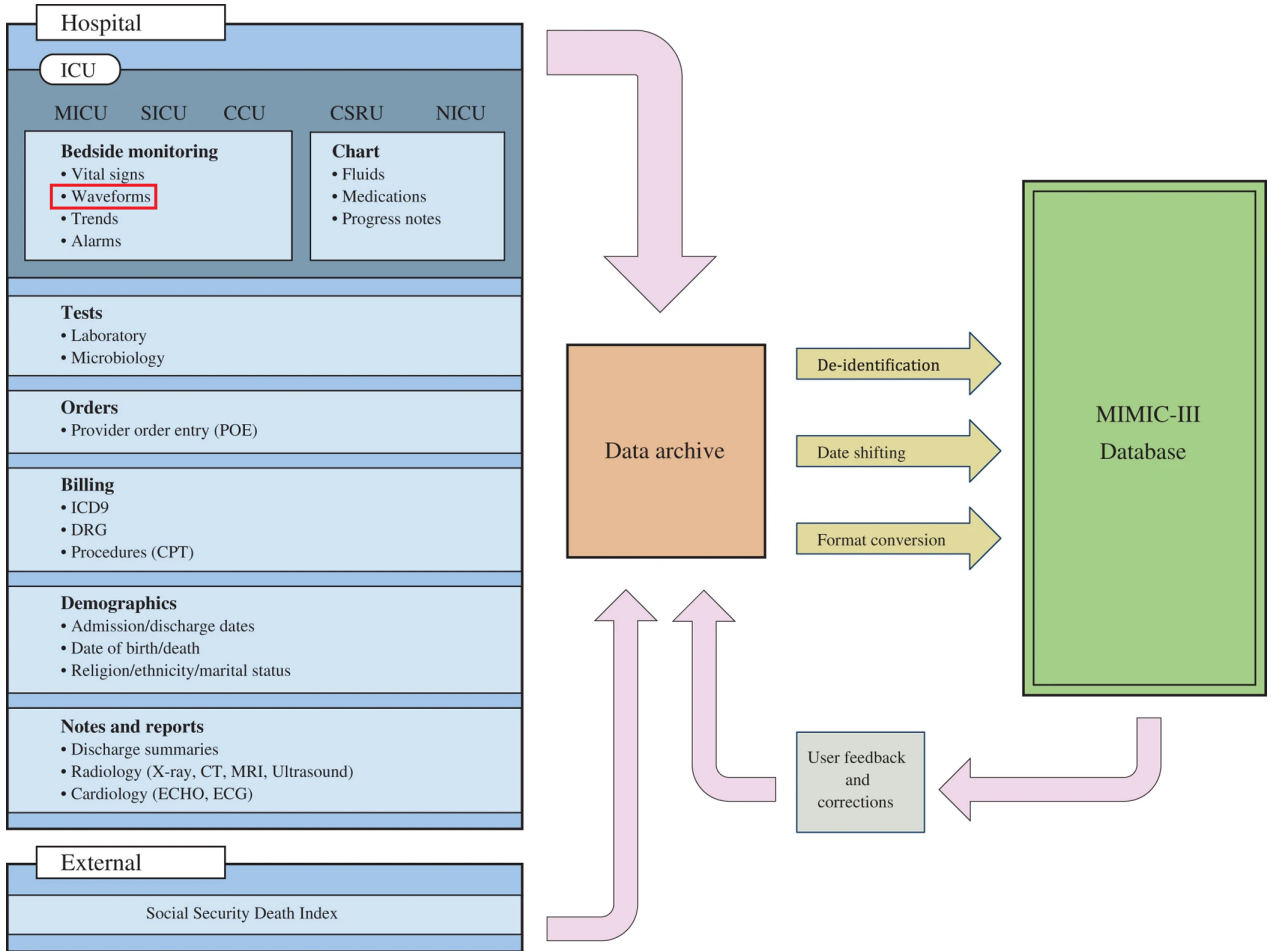 Hospital
ICU
MICU SICU CCU CSRU NICU
Bedside monitoring
• Vital signs
• Waveforms
• Trends
• Alarms
Chart
• Fluids
• Medications
• Progress notes
Tests
• Laboratory
• Microbiology
Orders
• Provider order entry (POE)
Billing
• ICD9
• DRG
• Procedures (CPT)
Demographics
• Admission/discharge dates
• Date of birth/death
• Religion/ethnicity/marital status
Notes and reports
• Discharge summaries
• Radiology (X-ray, CT, MRI, Ultrasound)
• Cardiology (ECHO, ECG)
External
Social Security Death Index
Data archive
De-identification
Date shifting
Format conversion
MIMIC-III
Database
User feedback
and
corrections